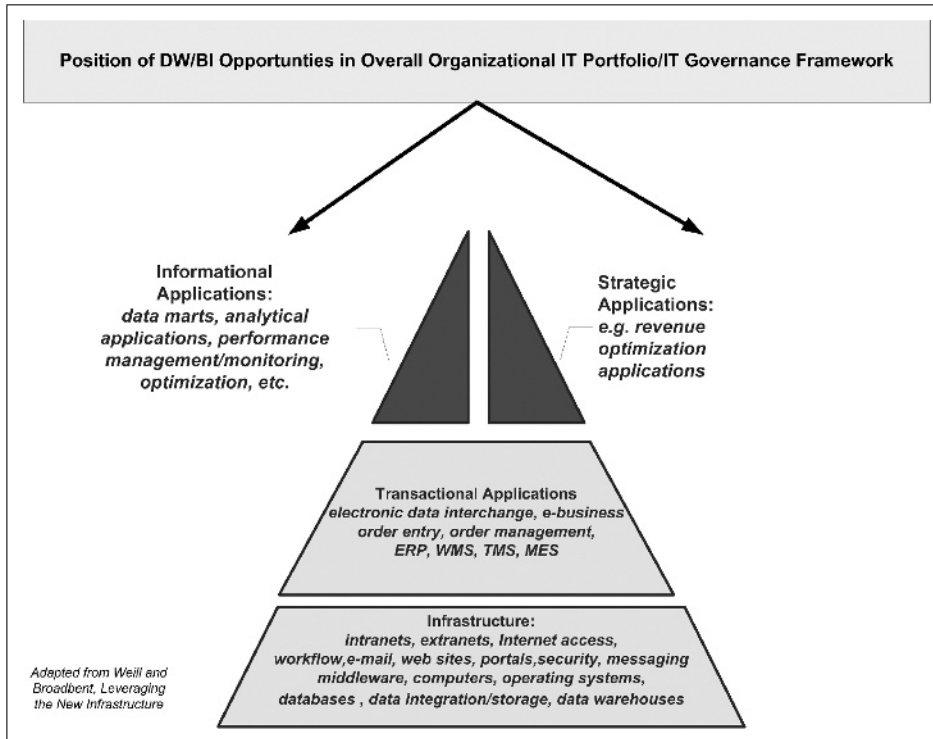 Position of DW/BI Opportunties in Overall Organizational IT Portfolio/IT Governance Framework
Informational
Applications:
data marts, analytical
applications, performance
management/monitoring,
optimization, etc.
Strategic
Applications:
e.g. revenue
optimization
applications
Transactional Applications
electronic data interchange, e-business
order entry, order management,
ERP, WMS, TMS, MES
Infrastructure:
intranets, extranets, Internet access,
workflow,e-mail, web sites, portals,security, messaging
middleware, computers, operating systems,
databases , data integration/storage, data warehouses
Adapted from Weill and
Broadbent, Leveraging
the New Infrastructure